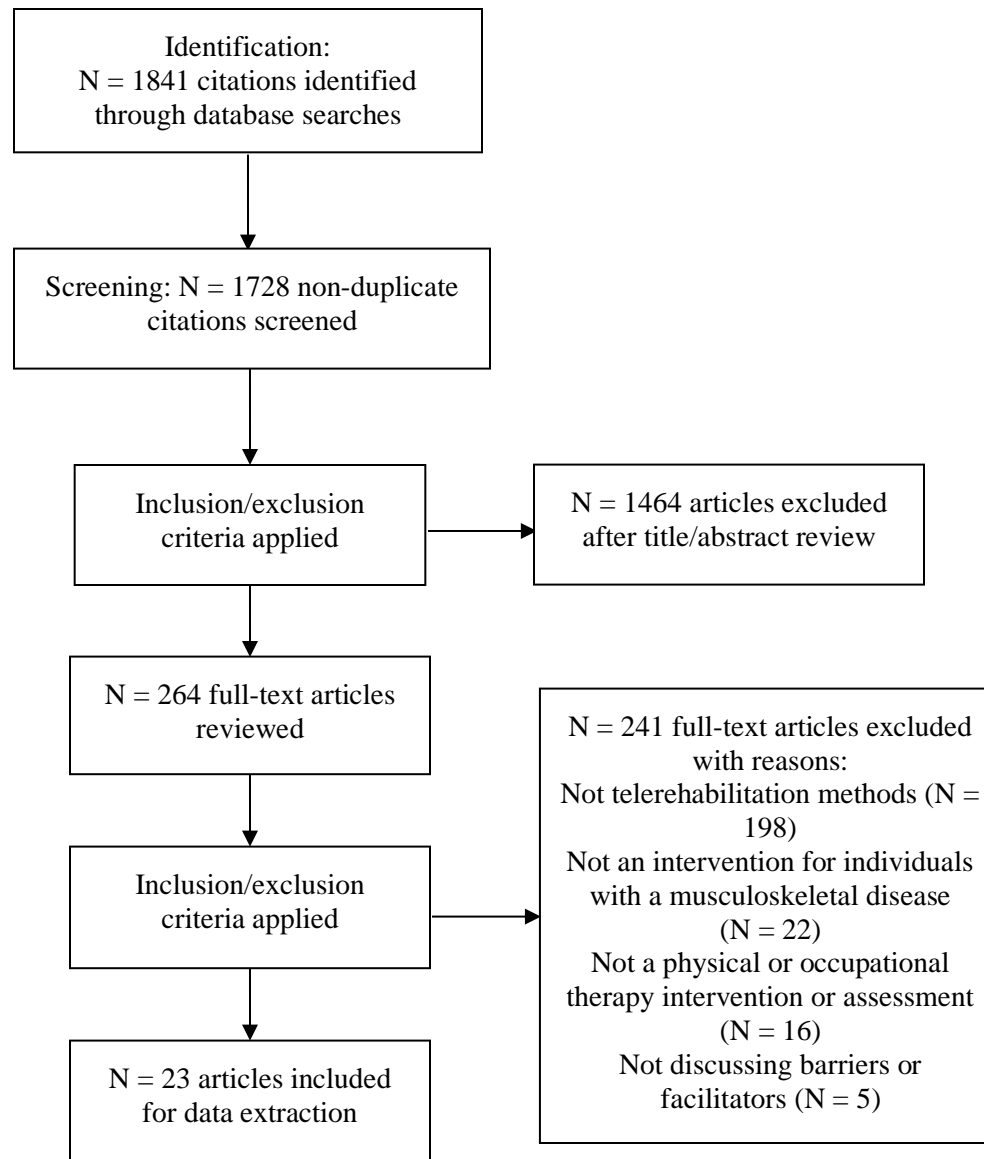 Identification:
N = 1841 citations identified
through database searches
Screening: N = 1728 non-duplicate
citations screened
Inclusion/exclusion
criteria applied
N = 1464 articles excluded
after title/abstract review
N = 264 full-text articles
reviewed
N = 241 full-text articles excluded
with reasons:
Not telerehabilitation methods (N =
198)
Not an intervention for individuals
with a musculoskeletal disease
(N = 22)
Not a physical or occupational
therapy intervention or assessment
(N = 16)
Not discussing barriers or
facilitators (N = 5)
Inclusion/exclusion
criteria applied
N = 23 articles included
for data extraction